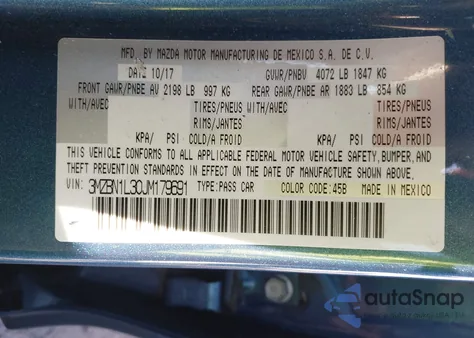 MFD. BY MAZDA MOTOR MANUFACTURING DE MEXICO S.A. DE C.V.
DATE 10/17 GVWR/PNBV 4072 LB 1847 KG
FRONT GAWR/PNBE AV 2198 LB 997 KG REAR GAWR/PNBE AR 1883 LB 854 KG
WITH/AVEC TIRES/PNEUS WITH/AVEC TIRES/PNEUS
RIMS/JANTES RIMS/JANTES
KPA/ PSI COLD/A FROID KPA/ PSI COLD/A FROID
THIS VEHICLE CONFORMS TO ALL APPLICABLE FEDERAL MOTOR VEHICLE SAFETY, BUMPER, AND
THEFT PREVENTION STANDARDS IN EFFECT ON THE DATE OF MANUFACTURE SHOWN ABOVE.
VIN: 3MZBN1L30JM179691 TYPE: PASS CAR COLOR CODE: 45B MADE IN MEXICO
autoSnap